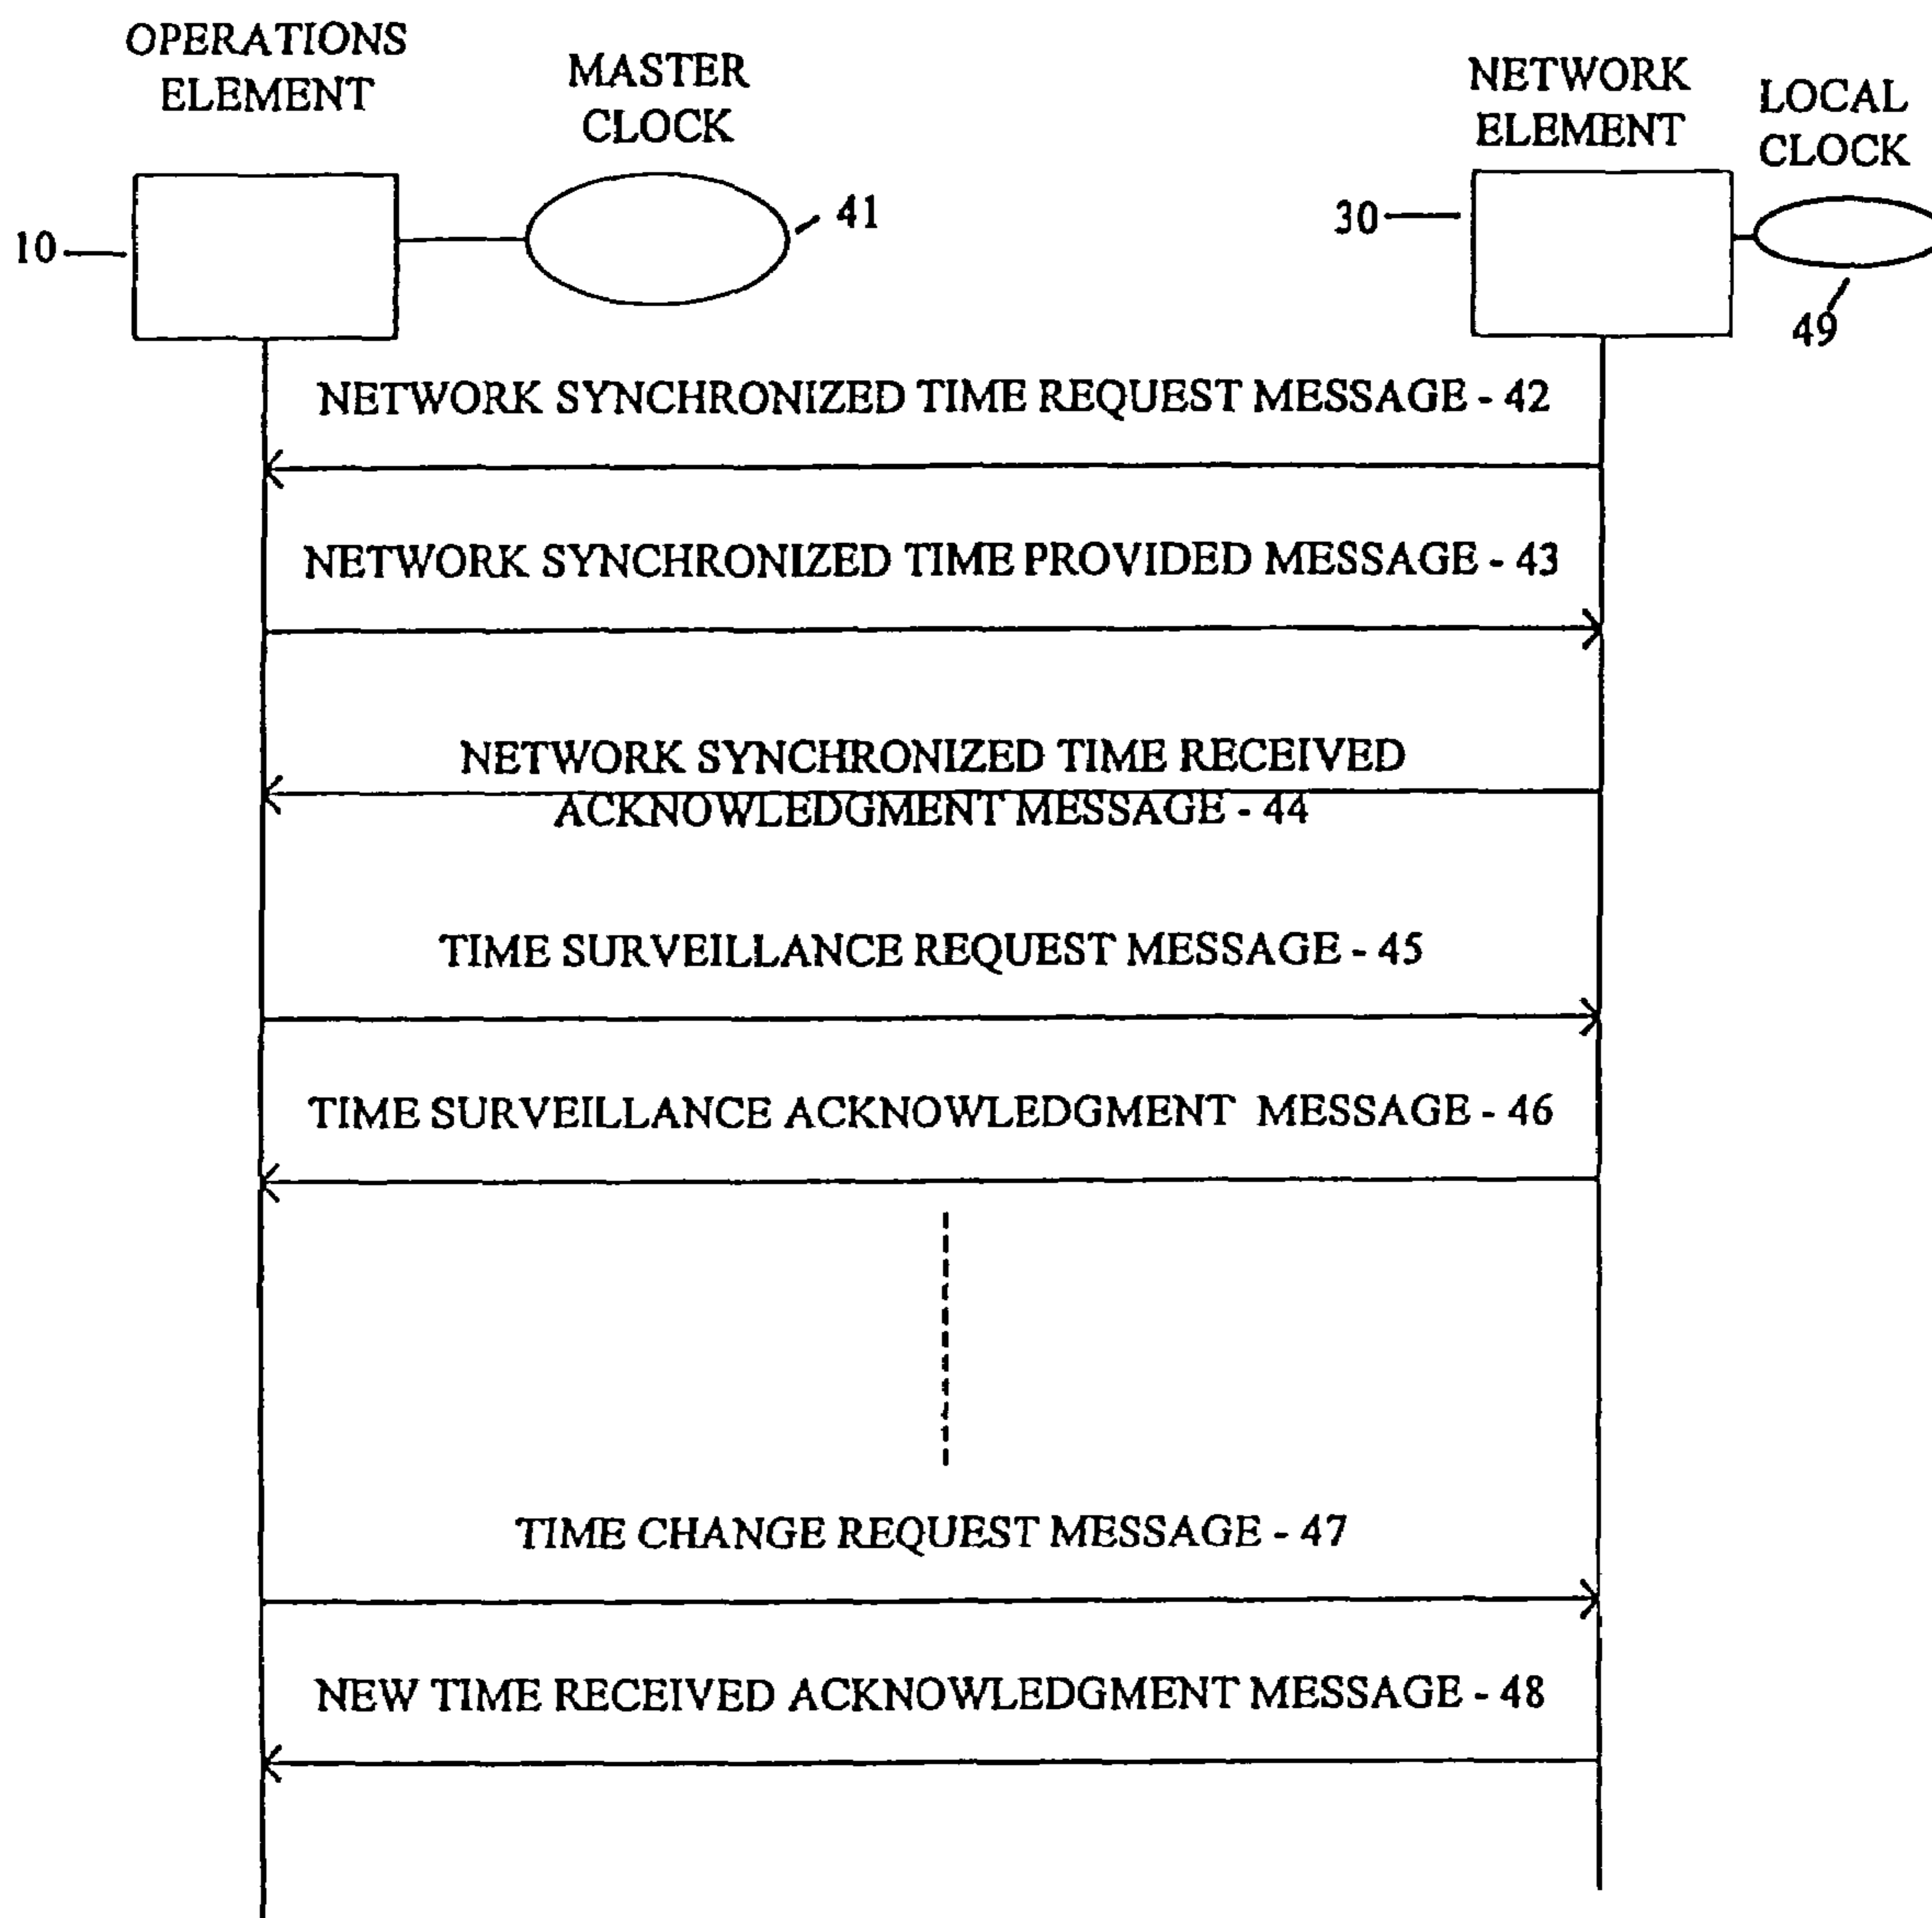 OPERATIONS
ELEMENT
MASTER
CLOCK
NETWORK
ELEMENT
LOCAL
CLOCK
10
41
30
49
NETWORK SYNCHRONIZED TIME REQUEST MESSAGE - 42
NETWORK SYNCHRONIZED TIME PROVIDED MESSAGE - 43
NETWORK SYNCHRONIZED TIME RECEIVED
ACKNOWLEDGMENT MESSAGE - 44
TIME SURVEILLANCE REQUEST MESSAGE - 45
TIME SURVEILLANCE ACKNOWLEDGMENT MESSAGE - 46
TIME CHANGE REQUEST MESSAGE - 47
NEW TIME RECEIVED ACKNOWLEDGMENT MESSAGE - 48